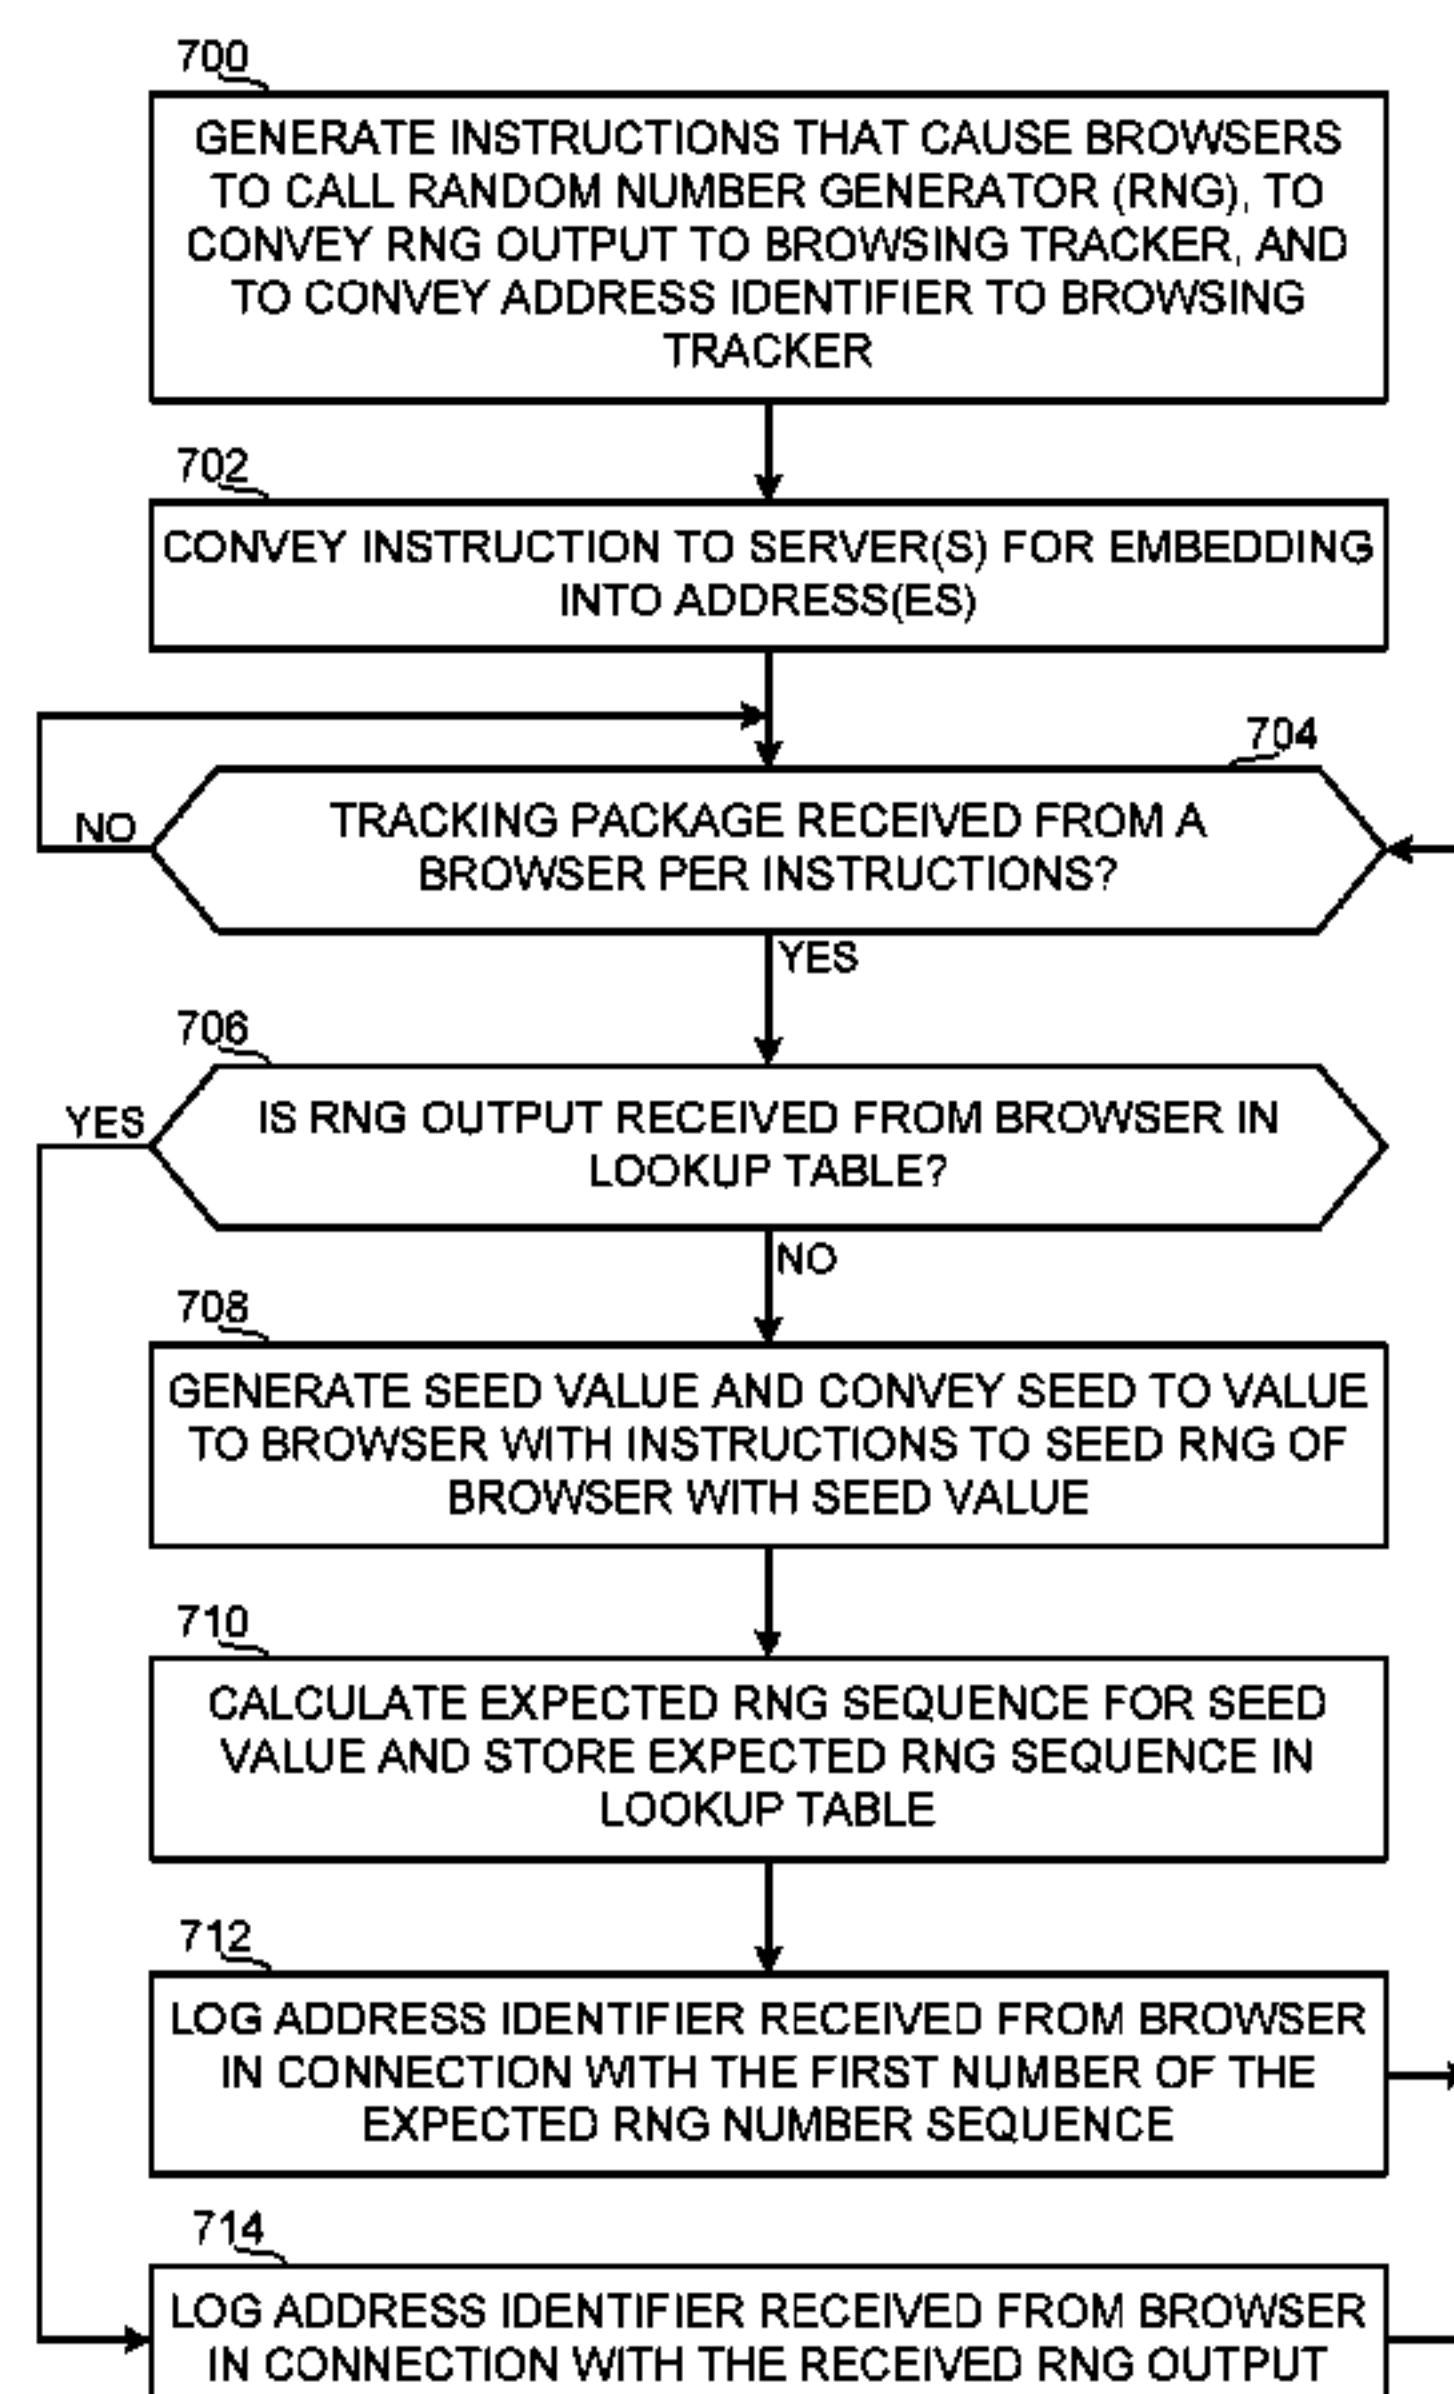 700
GENERATE INSTRUCTIONS THAT CAUSE BROWSERS
TO CALL RANDOM NUMBER GENERATOR (RNG), TO
CONVEY RNG OUTPUT TO BROWSING TRACKER, AND
TO CONVEY ADDRESS IDENTIFIER TO BROWSING
TRACKER
702
CONVEY INSTRUCTION TO SERVER(S) FOR EMBEDDING
INTO ADDRESS(ES)
704
NO
TRACKING PACKAGE RECEIVED FROM A
BROWSER PER INSTRUCTIONS?
YES
706
YES
IS RNG OUTPUT RECEIVED FROM BROWSER IN
LOOKUP TABLE?
NO
708
GENERATE SEED VALUE AND CONVEY SEED TO VALUE
TO BROWSER WITH INSTRUCTIONS TO SEED RNG OF
BROWSER WITH SEED VALUE
710
CALCULATE EXPECTED RNG SEQUENCE FOR SEED
VALUE AND STORE EXPECTED RNG SEQUENCE IN
LOOKUP TABLE
712
LOG ADDRESS IDENTIFIER RECEIVED FROM BROWSER
IN CONNECTION WITH THE FIRST NUMBER OF THE
EXPECTED RNG NUMBER SEQUENCE
714
LOG ADDRESS IDENTIFIER RECEIVED FROM BROWSER
IN CONNECTION WITH THE RECEIVED RNG OUTPUT